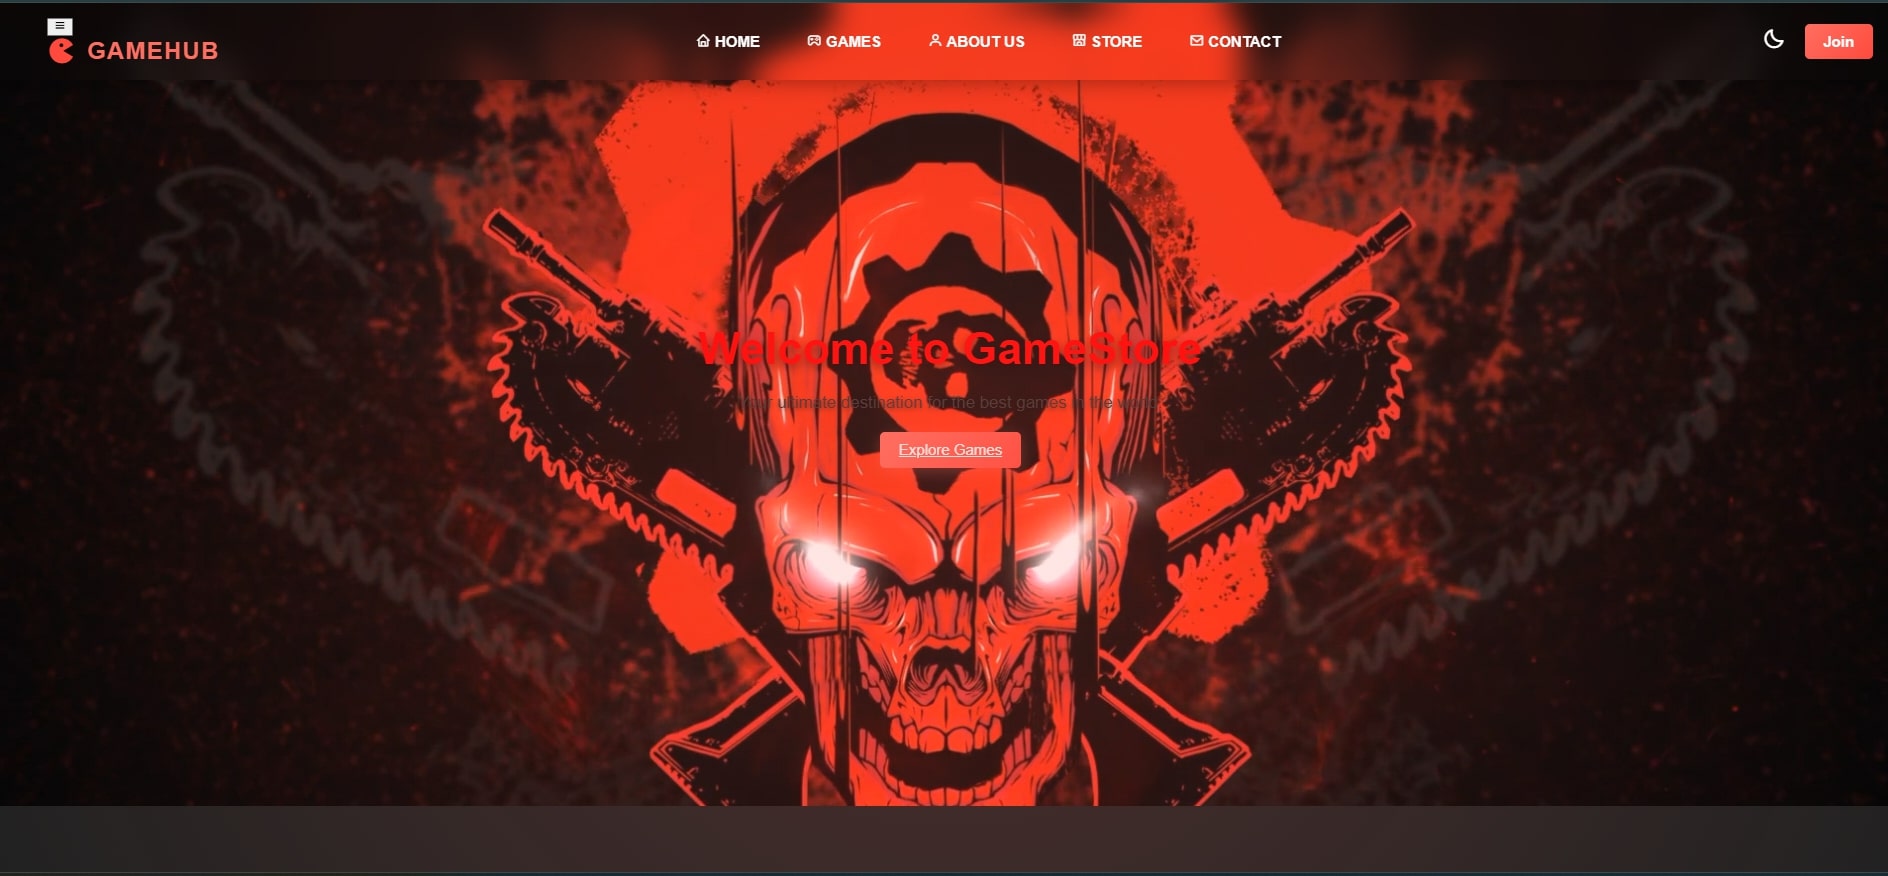 GAMEHUB
HOME GAMES ABOUT US STORE CONTACT
Join
Welcome to GameStore
Your ultimate destination for the best games in the world
Explore Games